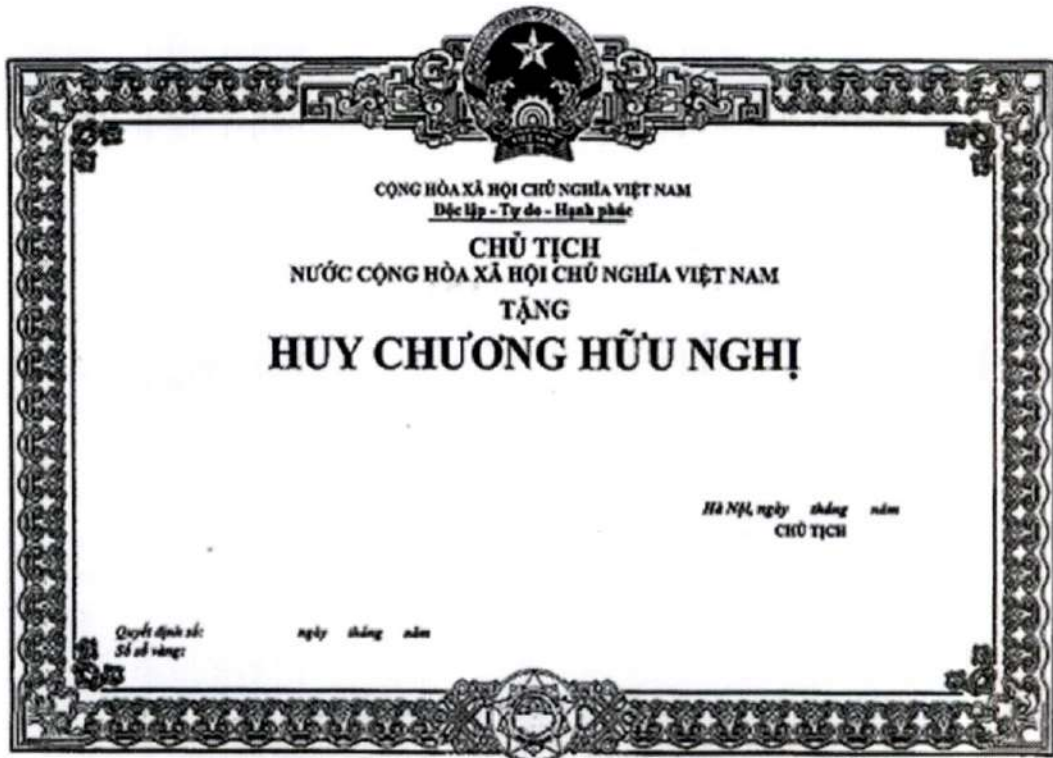 CỘNG HÒA XÃ HỘI CHỦ NGHĨA VIỆT NAM
Độc lập - Tự do - Hạnh phúc
CHỦ TỊCH
NƯỚC CỘNG HÒA XÃ HỘI CHỦ NGHĨA VIỆT NAM
TẶNG
HUY CHƯƠNG HỮU NGHỊ
Hà Nội, ngày tháng năm
CHỦ TỊCH
Quyết định số: ngày tháng năm
Số sổ vàng: